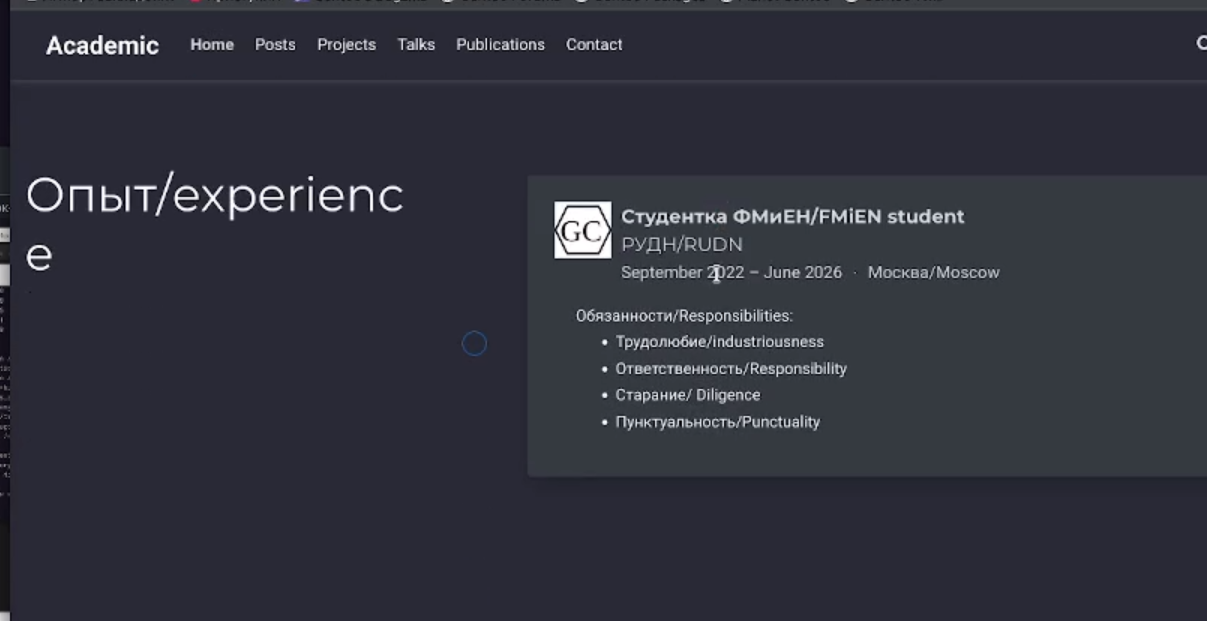 Academic Home Posts Projects Talks Publications Contact
Опыт/experienc
e
GC
Студентка ФМиЕН/FMiEN student
РУДН/RUDN
September 2022 – June 2026 · Москва/Moscow
Обязанности/Responsibilities:
• Трудолюбие/industriousness
• Ответственность/Responsibility
• Старание/ Diligence
• Пунктуальность/Punctuality